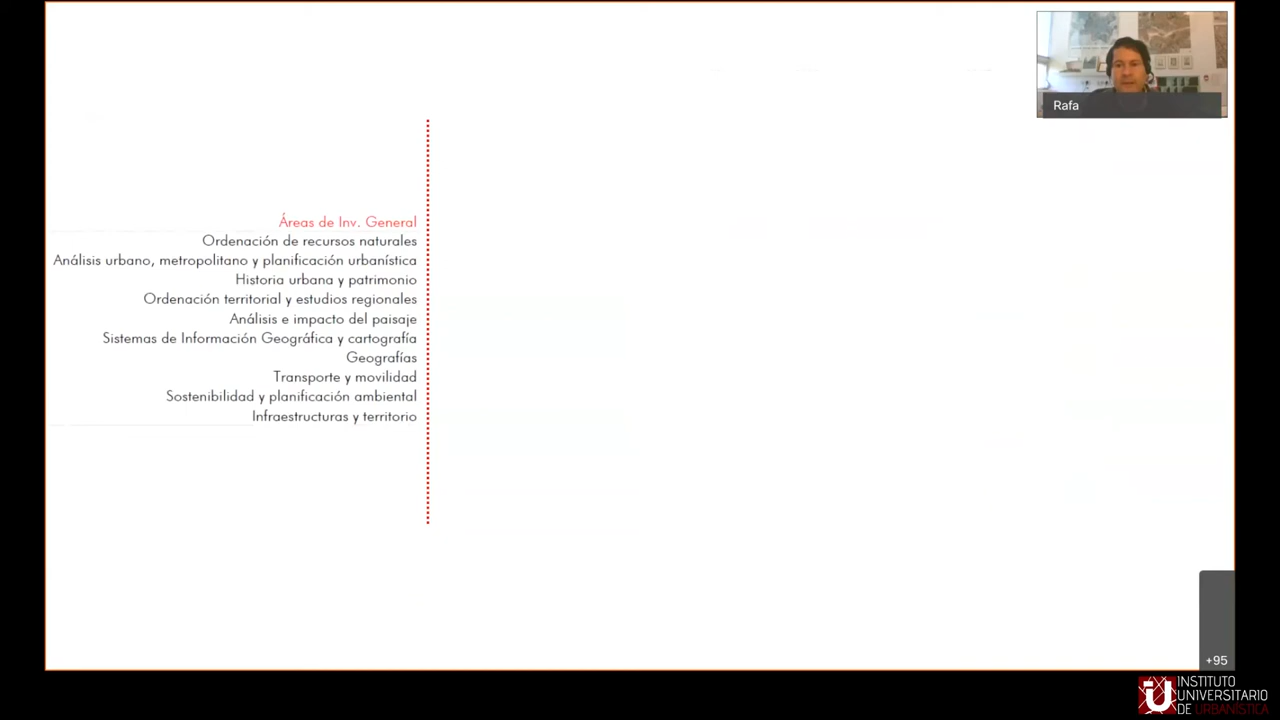 Rafa
Áreas de Inv. General
Ordenación de recursos naturales
Análisis urbano, metropolitano y planificación urbanística
Historia urbana y patrimonio
Ordenación territorial y estudios regionales
Análisis e impacto del paisaje
Sistemas de Información Geográfica y cartografía
Geografías
Transporte y movilidad
Sostenibilidad y planificación ambiental
Infraestructuras y territorio
+95
INSTITUTO
UNIVERSITARIO
DE URBANÍSTICA